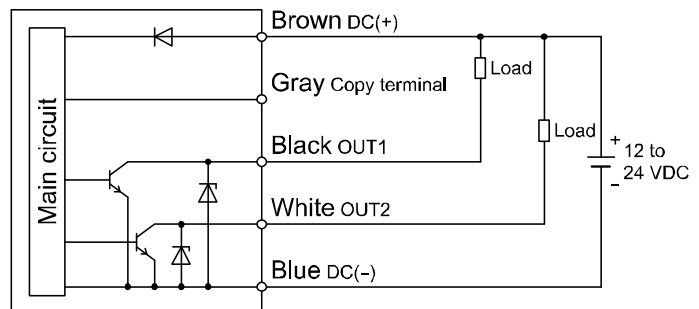 Main circuit
Brown DC(+)
Gray Copy terminal
Black OUT1
White OUT2
Blue DC(−)
Load
Load
+
12 to
24 VDC
−